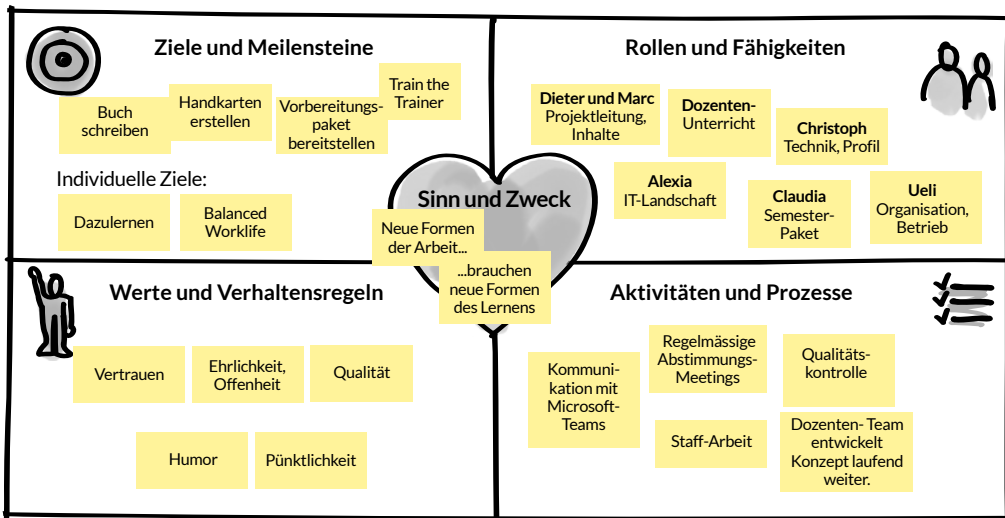 Ziele und Meilensteine
Buch
schreiben
Handkarten
erstellen
Vorbereitungs-
paket
bereitstellen
Train the
Trainer
Individuelle Ziele:
Dazulernen
Balanced
Worklife
Rollen und Fähigkeiten
Dieter und Marc
Projektleitung,
Inhalte
Dozenten-
Unterricht
Christoph
Technik, Profil
Alexia
IT-Landschaft
Claudia
Semester-
Paket
Ueli
Organisation,
Betrieb
Sinn und Zweck
Neue Formen
der Arbeit...
...brauchen
neue Formen
des Lernens
Werte und Verhaltensregeln
Vertrauen
Ehrlichkeit,
Offenheit
Qualität
Humor
Pünktlichkeit
Aktivitäten und Prozesse
Kommuni-
kation mit
Microsoft-
Teams
Regelmässige
Abstimmungs-
Meetings
Qualitäts-
kontrolle
Staff-Arbeit
Dozenten- Team
entwickelt
Konzept laufend
weiter.